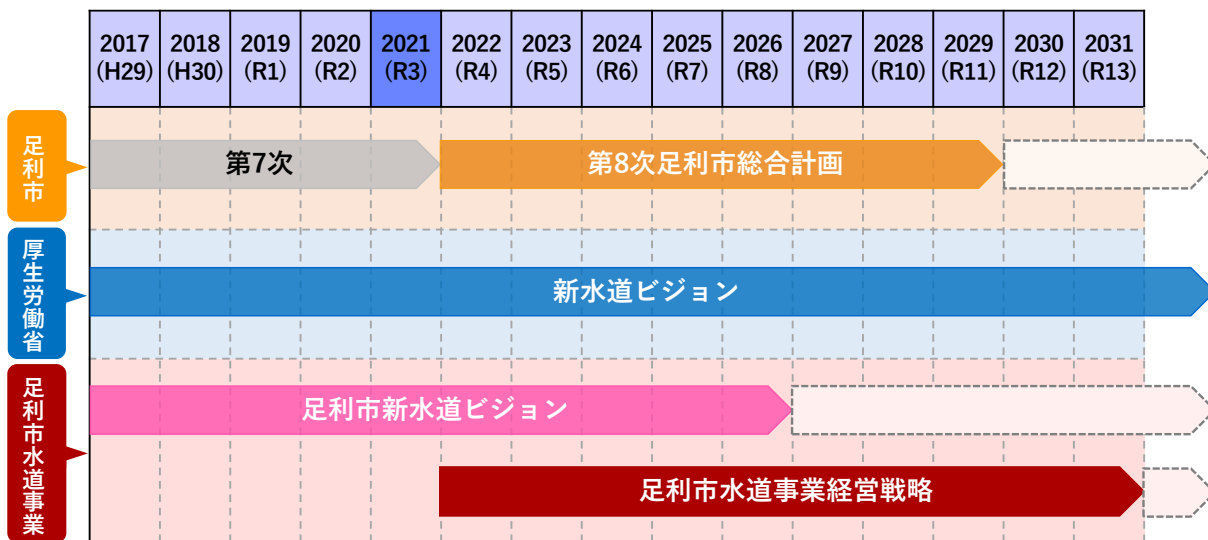 2017 2018 2019 2020 2021 2022 2023 2024 2025 2026 2027 2028 2029 2030 2031
(H29) (H30) (R1) (R2) (R3) (R4) (R5) (R6) (R7) (R8) (R9) (R10) (R11) (R12) (R13)
足利市
第7次
第8次足利市総合計画
厚生労働省
新水道ビジョン
足利市水道事業
足利市新水道ビジョン
足利市水道事業経営戦略